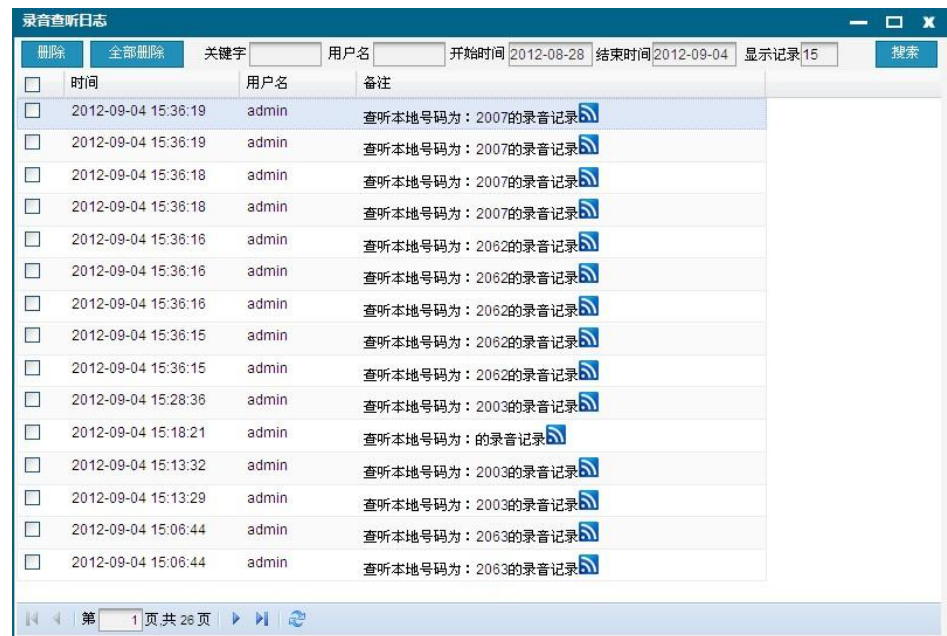 录音查听日志
删除 全部删除 关键字 用户名 开始时间 2012-08-28 结束时间 2012-09-04 显示记录 15 搜索
时间 用户名 备注
2012-09-04 15:36:19 admin 查听本地号码为：2007的录音记录
2012-09-04 15:36:19 admin 查听本地号码为：2007的录音记录
2012-09-04 15:36:18 admin 查听本地号码为：2007的录音记录
2012-09-04 15:36:18 admin 查听本地号码为：2007的录音记录
2012-09-04 15:36:16 admin 查听本地号码为：2062的录音记录
2012-09-04 15:36:16 admin 查听本地号码为：2062的录音记录
2012-09-04 15:36:16 admin 查听本地号码为：2062的录音记录
2012-09-04 15:36:15 admin 查听本地号码为：2062的录音记录
2012-09-04 15:36:15 admin 查听本地号码为：2062的录音记录
2012-09-04 15:28:36 admin 查听本地号码为：2003的录音记录
2012-09-04 15:18:21 admin 查听本地号码为：的录音记录
2012-09-04 15:13:32 admin 查听本地号码为：2003的录音记录
2012-09-04 15:13:29 admin 查听本地号码为：2003的录音记录
2012-09-04 15:06:44 admin 查听本地号码为：2063的录音记录
2012-09-04 15:06:44 admin 查听本地号码为：2063的录音记录
第 1 页,共 26 页